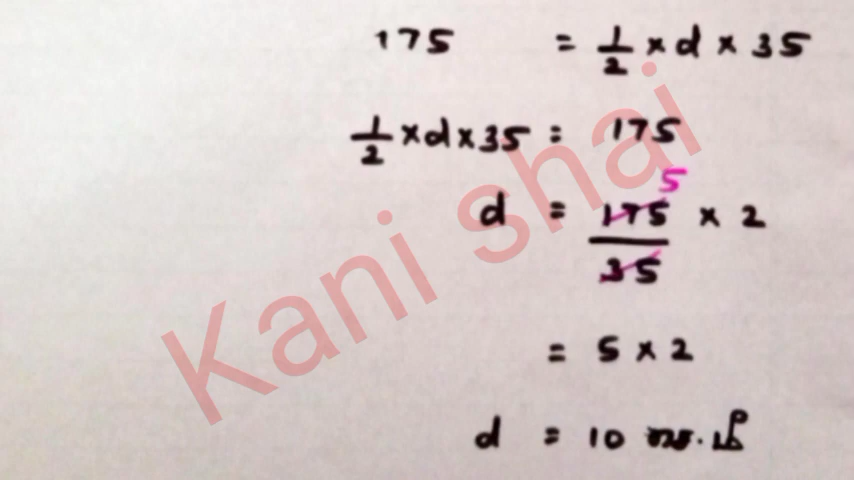 175 = 1/2 × d × 35
1/2 × d × 35 = 175
5
d = 175/35 × 2
= 5 × 2
d = 10
Kani shai